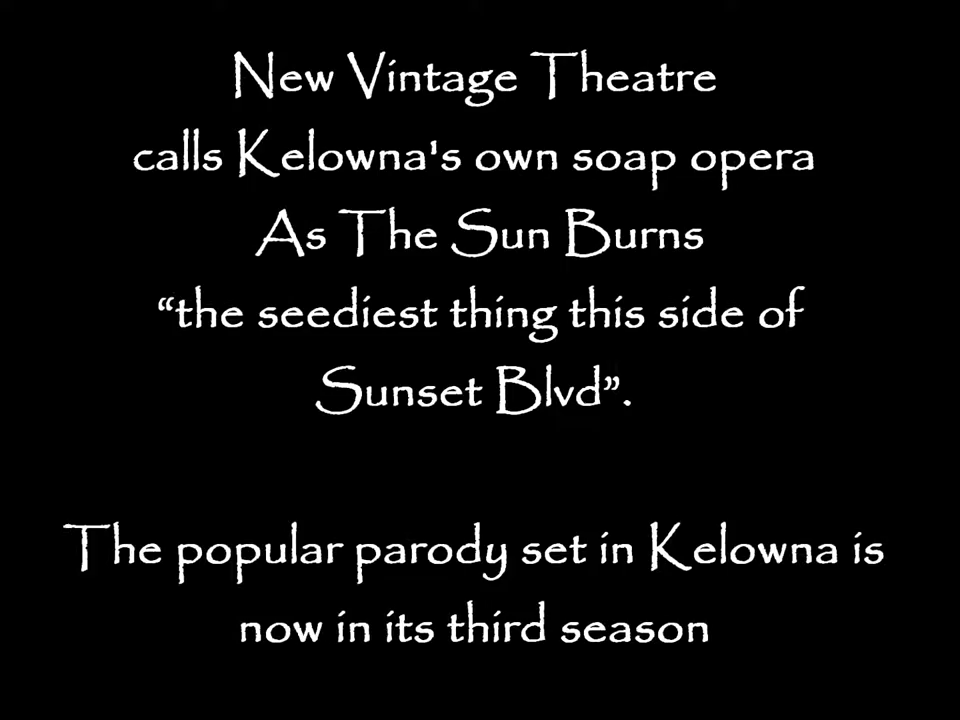 New Vintage Theatre
calls Kelowna's own soap opera
As The Sun Burns
“the seediest thing this side of
Sunset Blvd”.
The popular parody set in Kelowna is
now in its third season